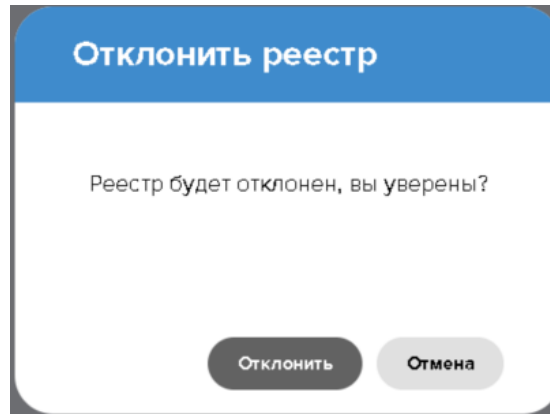 Отклонить реестр
Реестр будет отклонен, вы уверены?
Отклонить Отмена